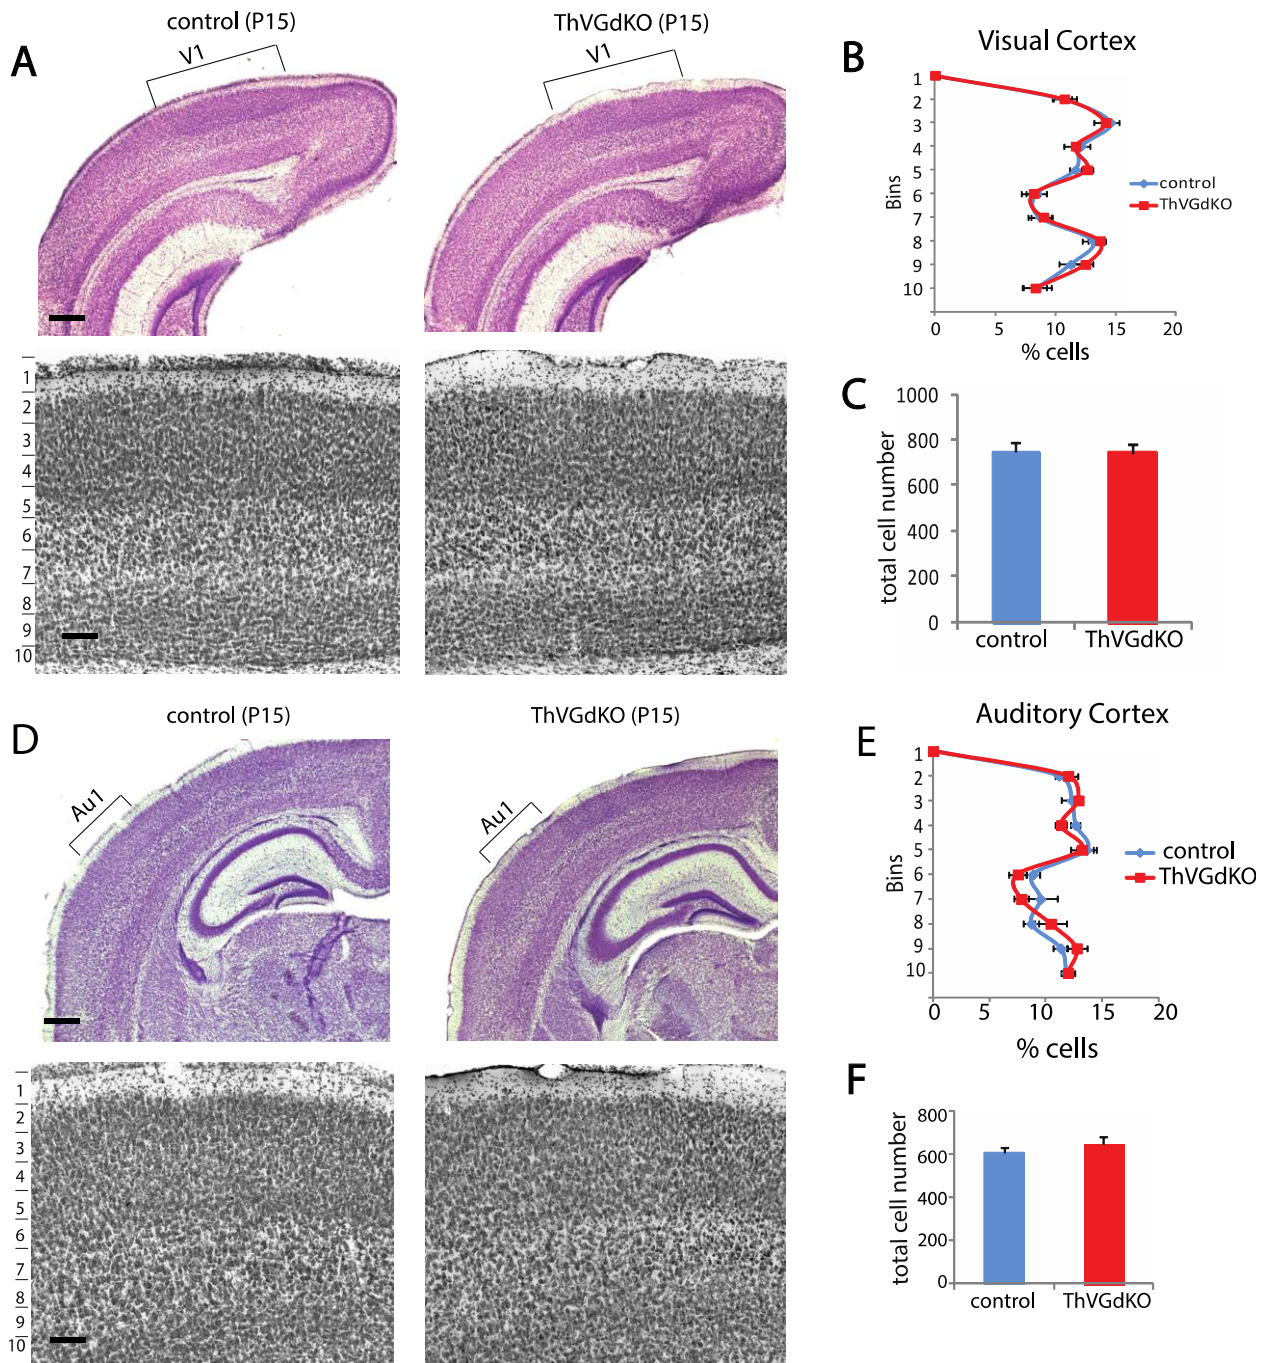 A
control (P15)
V1
ThVGdKO (P15)
V1
1
2
3
4
5
6
7
8
9
10
B
Visual Cortex
Bins
1
2
3
4
5
6
7
8
9
10
0
5
10
15
20
% cells
control
ThVGdKO
C
total cell number
1000
800
600
400
200
0
control
ThVGdKO
D
control (P15)
Au1
ThVGdKO (P15)
Au1
1
2
3
4
5
6
7
8
9
10
E
Auditory Cortex
Bins
1
2
3
4
5
6
7
8
9
10
0
5
10
15
20
% cells
control
ThVGdKO
F
total cell number
800
600
400
200
0
control
ThVGdKO